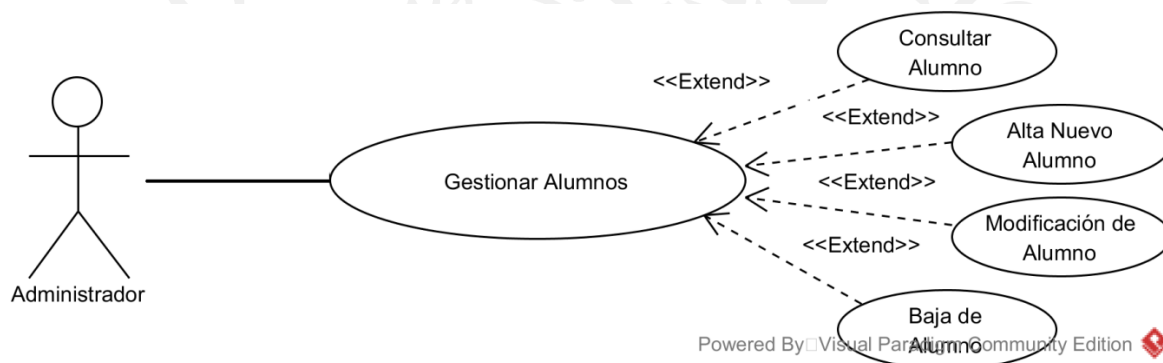 Consultar
Alumno
<<Extend>>
<<Extend>>
Alta Nuevo
Alumno
Gestionar Alumnos
<<Extend>>
Modificación de
Alumno
<<Extend>>
Administrador
Baja de
Alumno
Powered By Visual Paradigm Community Edition